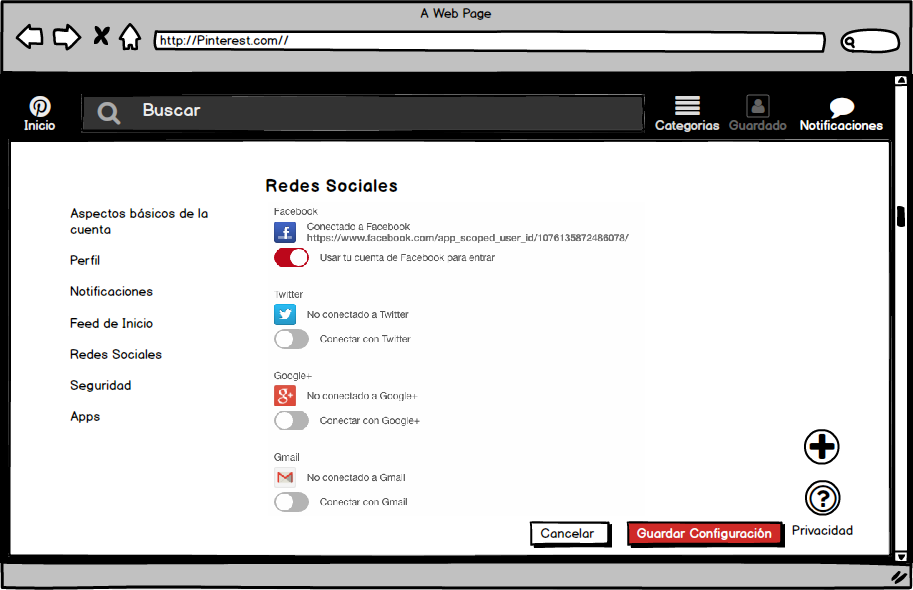 A Web Page
http://Pinterest.com//
Buscar
Inicio
Categorias
Guardado
Notificaciones
Redes Sociales
Aspectos básicos de la
cuenta
Perfil
Notificaciones
Feed de Inicio
Redes Sociales
Seguridad
Apps
Facebook
f
Conectado a Facebook
https://www.facebook.com/app_scoped_user_id/1076135872486078/
Usar tu cuenta de Facebook para entrar
Twitter
No conectado a Twitter
Conectar con Twitter
Google+
g+
No conectado a Google+
Conectar con Google+
Gmail
No conectado a Gmail
Conectar con Gmail
?
Cancelar
Guardar Configuración
Privacidad